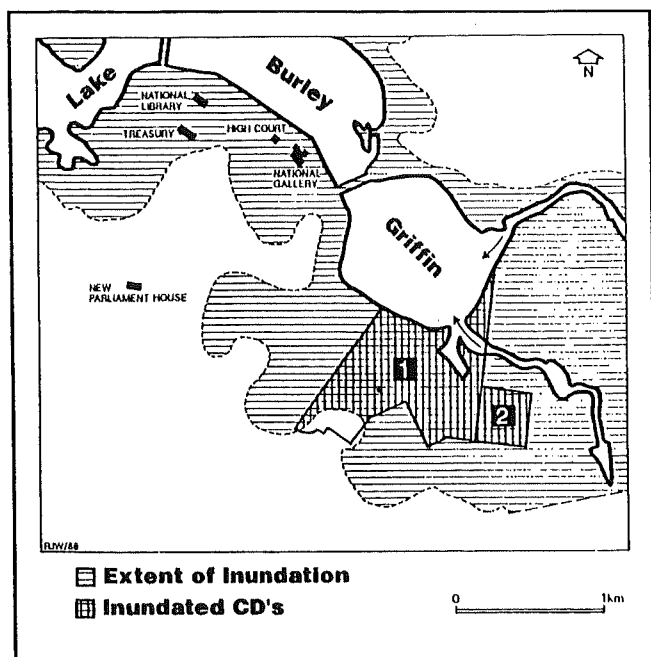 N
Lake
Burley
NATIONAL
LIBRARY
TREASURY
HIGH COURT
NATIONAL
GALLERY
Griffin
NEW
PARLIAMENT HOUSE
1
2
RJW/88
Extent of Inundation
Inundated CD's
0 1km